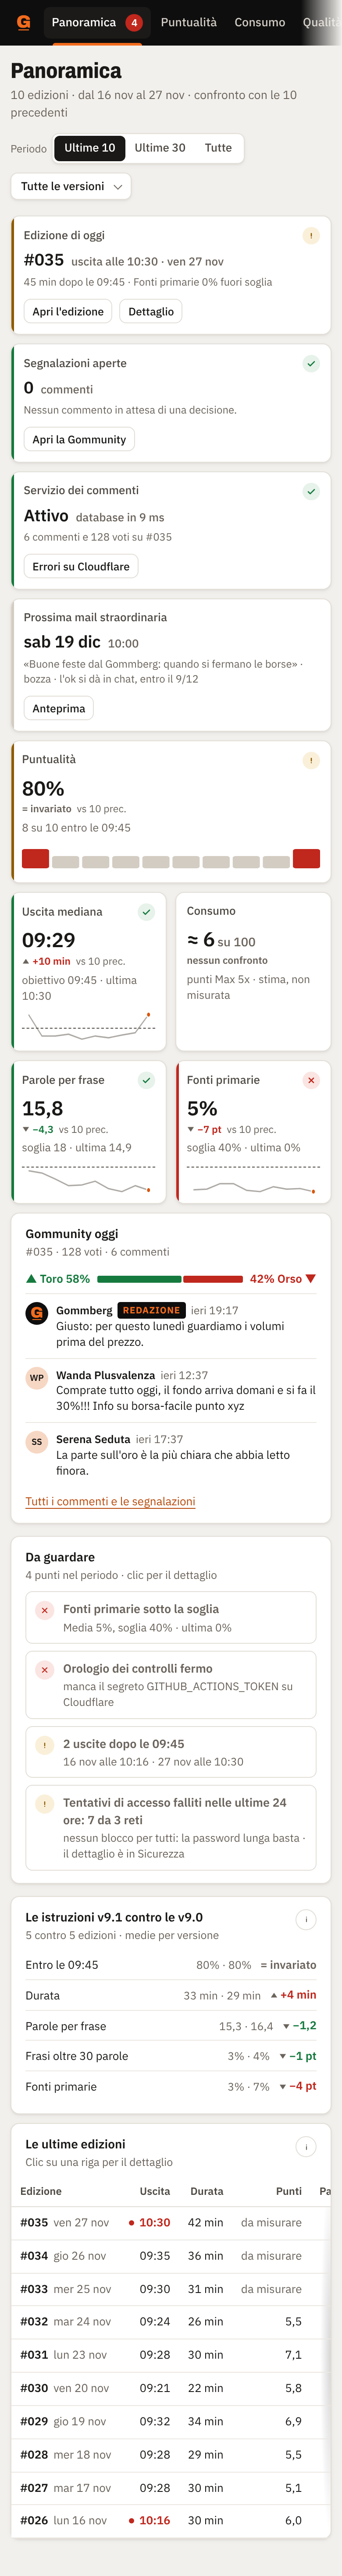 G Panoramica 4 Puntualità Consumo Qualità
Panoramica
10 edizioni · dal 16 nov al 27 nov · confronto con le 10
precedenti
Periodo Ultime 10 Ultime 30 Tutte
Tutte le versioni
Edizione di oggi !
#035 uscita alle 10:30 · ven 27 nov
45 min dopo le 09:45 · Fonti primarie 0% fuori soglia
Apri l'edizione Dettaglio
Segnalazioni aperte ✓
0 commenti
Nessun commento in attesa di una decisione.
Apri la Gommunity
Servizio dei commenti ✓
Attivo database in 9 ms
6 commenti e 128 voti su #035
Errori su Cloudflare
Prossima mail straordinaria
sab 19 dic 10:00
«Buone feste dal Gommberg: quando si fermano le borse» ·
bozza · l'ok si dà in chat, entro il 9/12
Anteprima
Puntualità !
80%
= invariato vs 10 prec.
8 su 10 entro le 09:45
Uscita mediana ✓
09:29
▲ +10 min vs 10 prec.
obiettivo 09:45 · ultima
10:30
Consumo
≈ 6 su 100
nessun confronto
punti Max 5x · stima, non
misurata
Parole per frase ✓
15,8
▼ −4,3 vs 10 prec.
soglia 18 · ultima 14,9
Fonti primarie ✕
5%
▼ −7 pt vs 10 prec.
soglia 40% · ultima 0%
Gommunity oggi
#035 · 128 voti · 6 commenti
▲ Toro 58% 42% Orso ▼
G Gommberg REDAZIONE ieri 19:17
Giusto: per questo lunedì guardiamo i volumi
prima del prezzo.
WP Wanda Plusvalenza ieri 12:37
Comprate tutto oggi, il fondo arriva domani e si fa il
30%!!! Info su borsa-facile punto xyz
SS Serena Seduta ieri 17:37
La parte sull'oro è la più chiara che abbia letto
finora.
Tutti i commenti e le segnalazioni
Da guardare
4 punti nel periodo · clic per il dettaglio
✕ Fonti primarie sotto la soglia
Media 5%, soglia 40% · ultima 0%
✕ Orologio dei controlli fermo
manca il segreto GITHUB_ACTIONS_TOKEN su
Cloudflare
! 2 uscite dopo le 09:45
16 nov alle 10:16 · 27 nov alle 10:30
! Tentativi di accesso falliti nelle ultime 24
ore: 7 da 3 reti
nessun blocco per tutti: la password lunga basta ·
il dettaglio è in Sicurezza
Le istruzioni v9.1 contro le v9.0 i
5 contro 5 edizioni · medie per versione
Entro le 09:45 80% · 80% = invariato
Durata 33 min · 29 min ▲ +4 min
Parole per frase 15,3 · 16,4 ▼ −1,2
Frasi oltre 30 parole 3% · 4% ▼ −1 pt
Fonti primarie 3% · 7% ▼ −4 pt
Le ultime edizioni i
Clic su una riga per il dettaglio
Edizione Uscita Durata Punti Pa
#035 ven 27 nov 10:30 42 min da misurare
#034 gio 26 nov 09:35 36 min da misurare
#033 mer 25 nov 09:30 31 min da misurare
#032 mar 24 nov 09:24 26 min 5,5
#031 lun 23 nov 09:28 30 min 7,1
#030 ven 20 nov 09:21 22 min 5,8
#029 gio 19 nov 09:32 34 min 6,9
#028 mer 18 nov 09:28 29 min 5,5
#027 mar 17 nov 09:28 30 min 5,1
#026 lun 16 nov 10:16 30 min 6,0